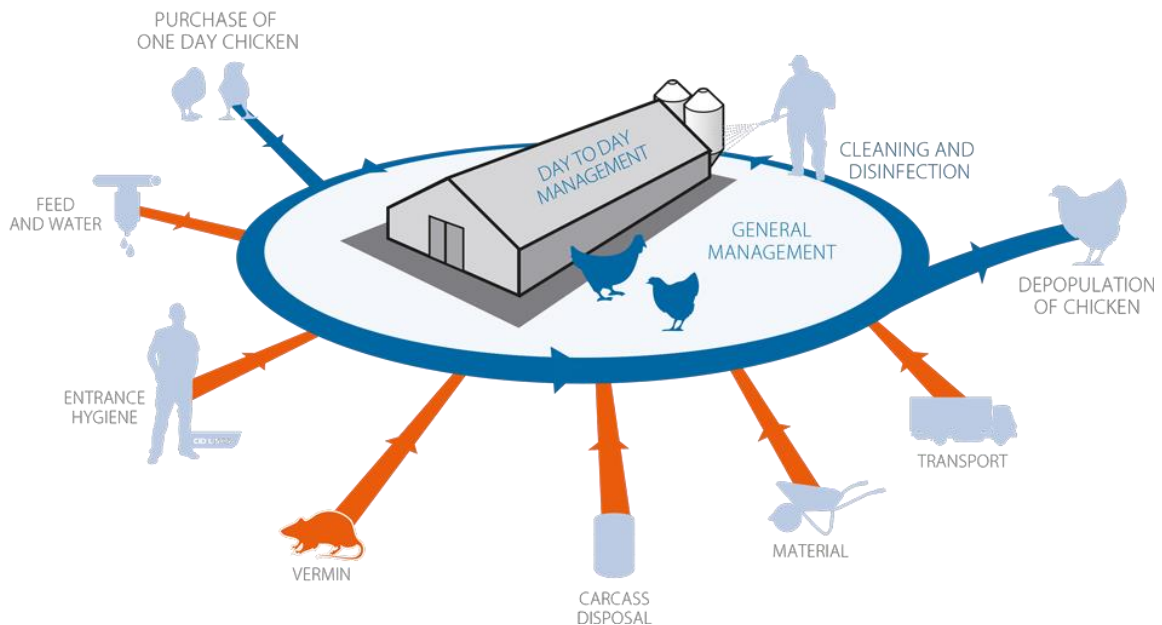 PURCHASE OF
ONE DAY CHICKEN
DAY TO DAY
MANAGEMENT
CLEANING AND
DISINFECTION
FEED
AND WATER
GENERAL
MANAGEMENT
DEPOPULATION
OF CHICKEN
ENTRANCE
HYGIENE
TRANSPORT
MATERIAL
VERMIN
CARCASS
DISPOSAL